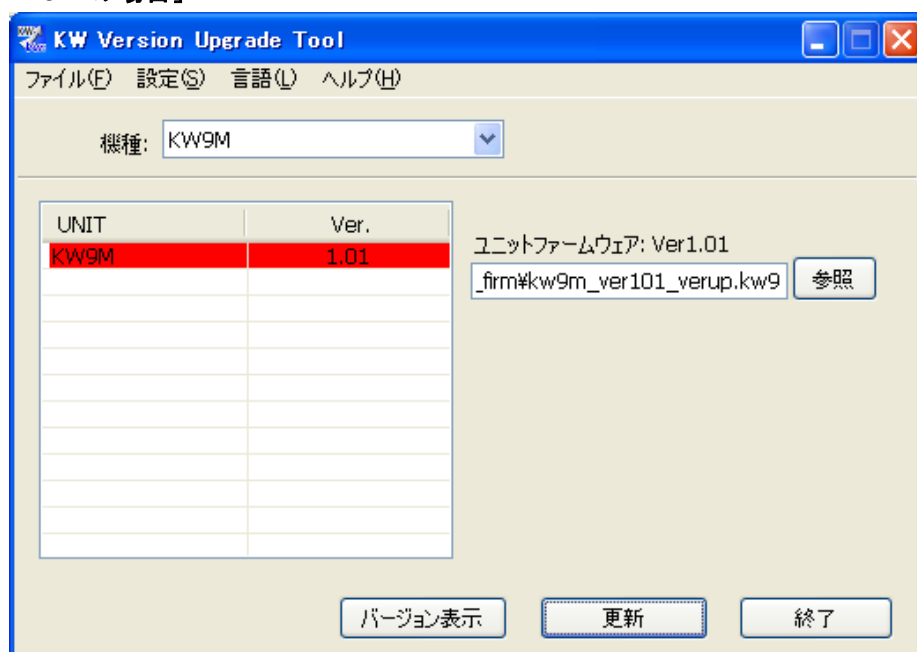 KW Version Upgrade Tool
ファイル(F) 設定(S) 言語(L) ヘルプ(H)
機種: KW9M
UNIT Ver.
KW9M 1.01
ユニットファームウェア: Ver1.01
_firm¥kw9m_ver101_verup.kw9 参照
バージョン表示 更新 終了